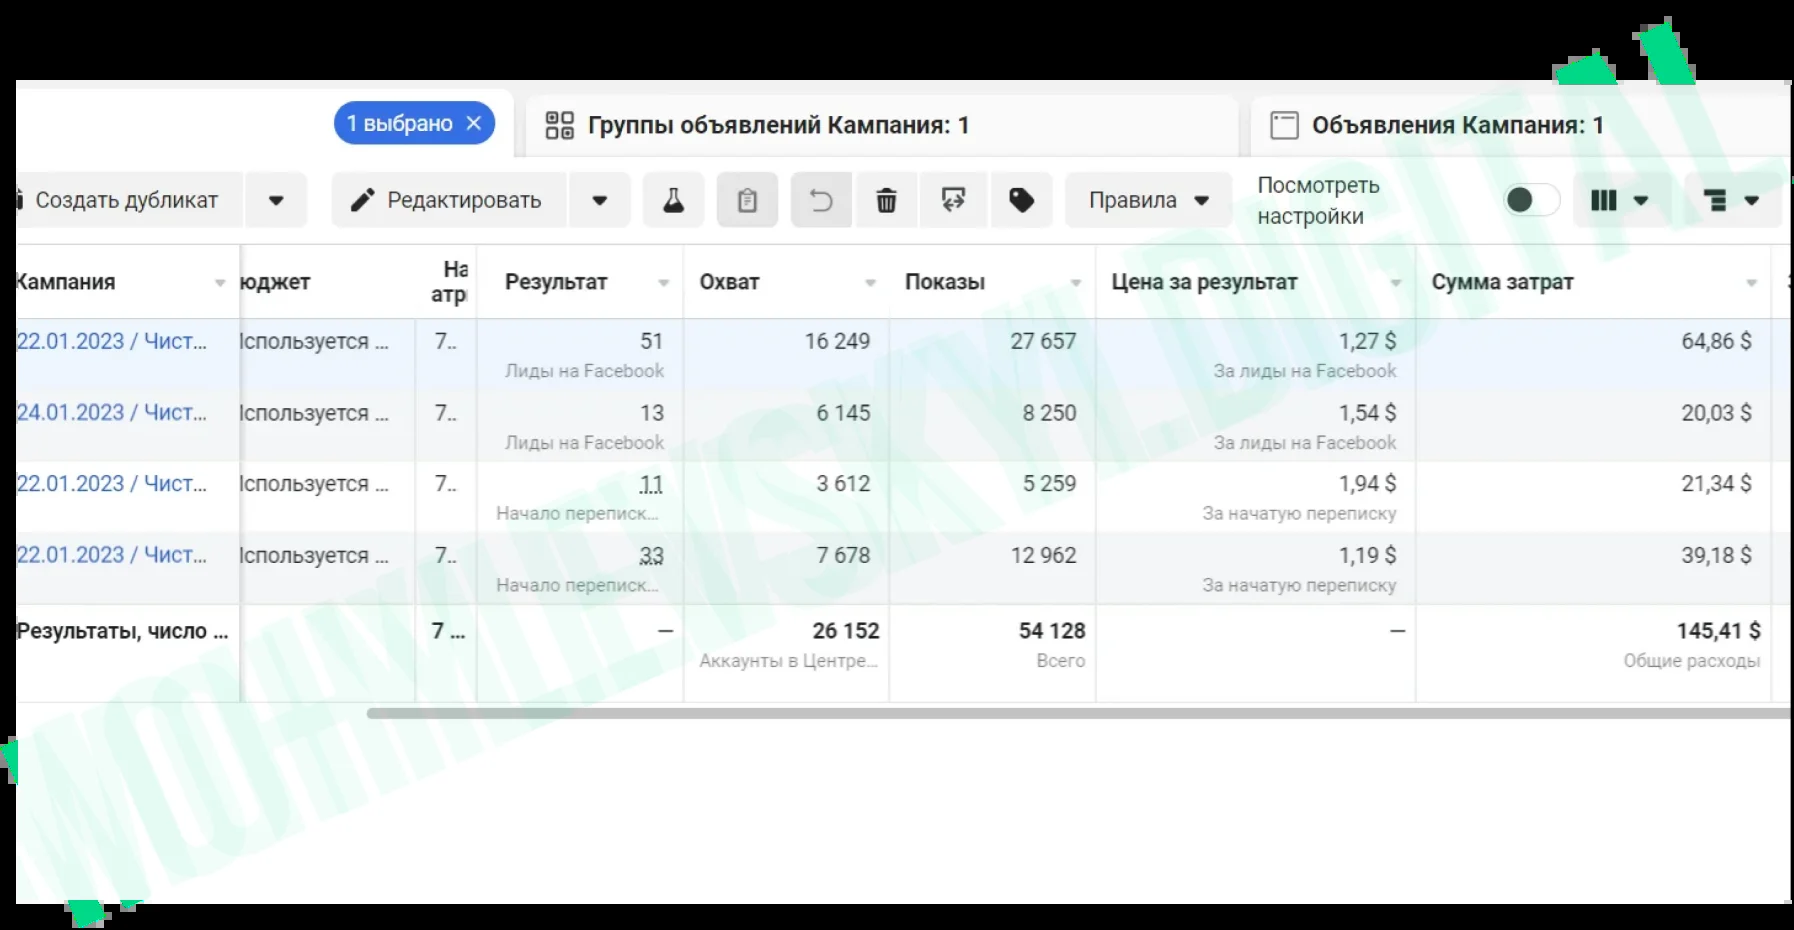 1 выбрано
Группы объявлений Кампания: 1
Объявления Кампания: 1
Создать дубликат
Редактировать
Правила
Посмотреть
настройки
Кампания
юджет
На
атр
Результат
Охват
Показы
Цена за результат
Сумма затрат
22.01.2023 / Чист... спользуется ... 7.. 51 16 249 27 657 1,27 $ 64,86 $
Лиды на Facebook За лиды на Facebook
24.01.2023 / Чист... спользуется ... 7.. 13 6 145 8 250 1,54 $ 20,03 $
Лиды на Facebook За лиды на Facebook
22.01.2023 / Чист... спользуется ... 7.. 11 3 612 5 259 1,94 $ 21,34 $
Начало переписк... За начатую переписку
22.01.2023 / Чист... спользуется ... 7.. 33 7 678 12 962 1,19 $ 39,18 $
Начало переписк... За начатую переписку
Результаты, число ... 7 ... — 26 152 54 128 — 145,41 $
Аккаунты в Центре... Всего Общие расходы